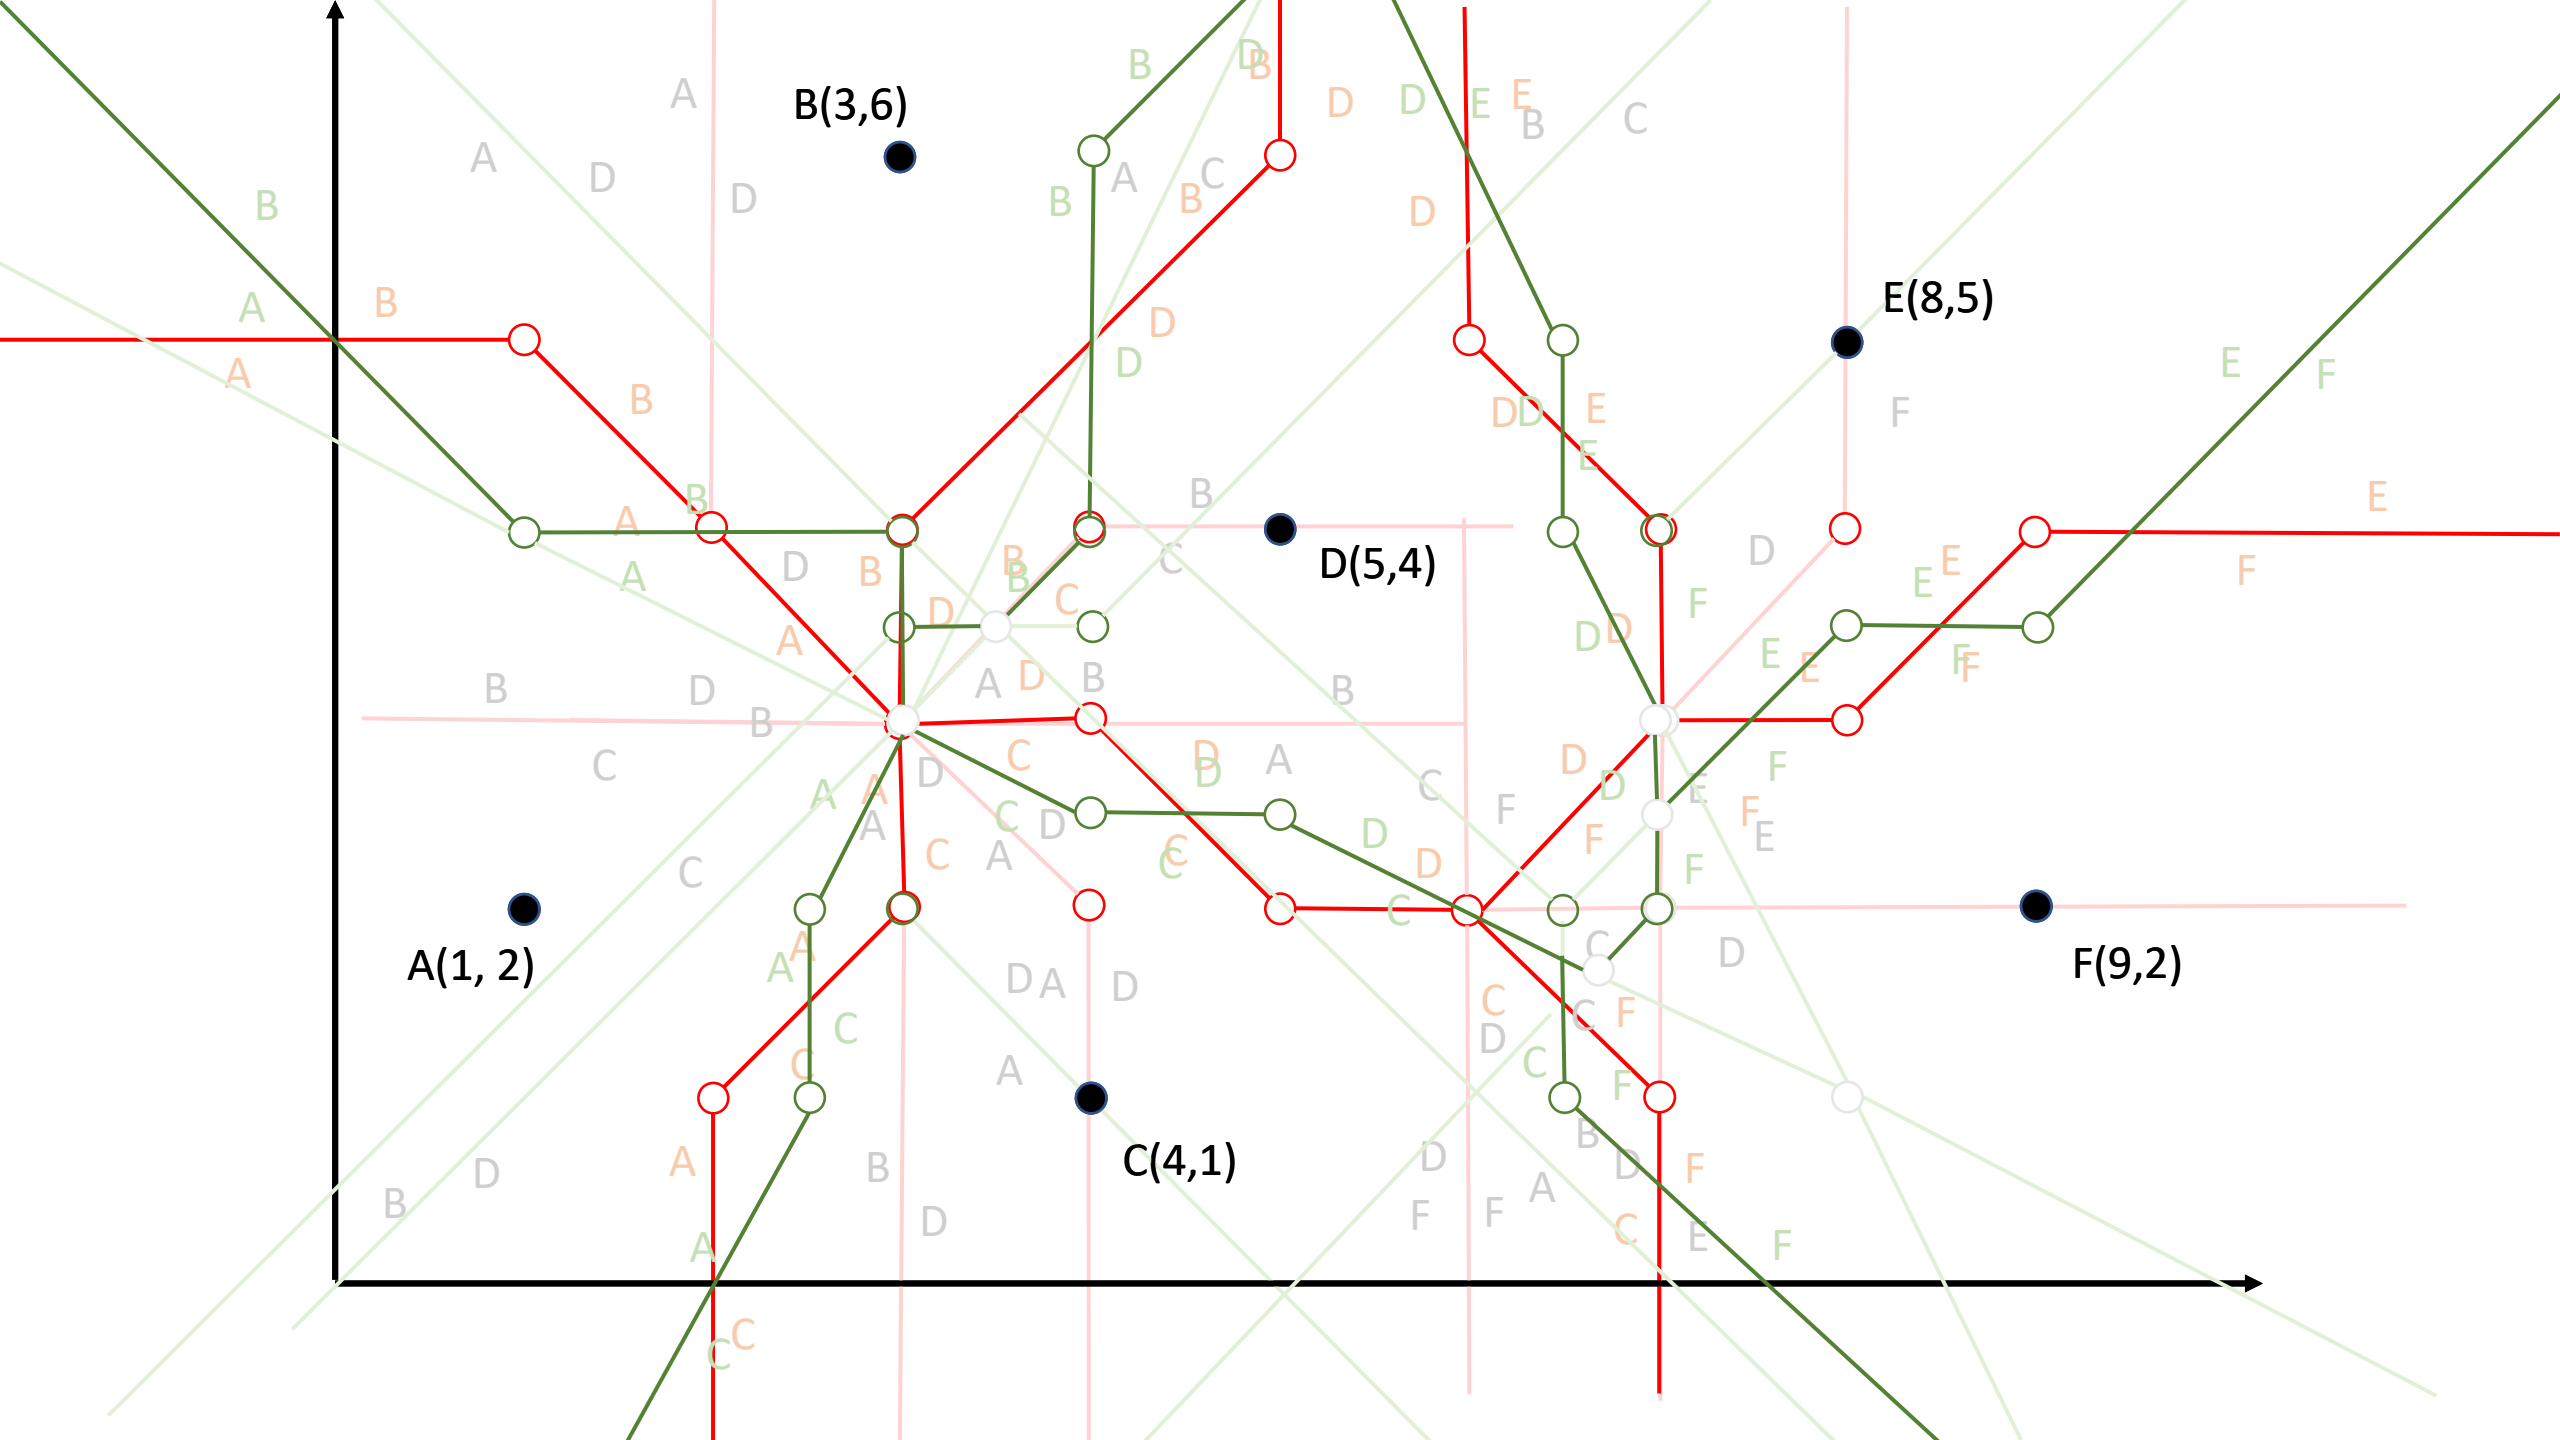 B D B
A B D D E E B C
B(3,6)
A D D B A C B D
B
A B
A
E(8,5)
B
D D
E F
B D D E F
A B B E
D B C D(5,4) D E F
A B C E
D D D F
A E E F F
B D A D B B
B
C C D D A D F
A A D C D C F E F
A C D A C D F E
C C D F
A(1, 2) C
A A C D F(9,2)
D A D C F
C C D
A C C F
B D D A F
B D
C(4,1)
B D F F A C E F
A
C C